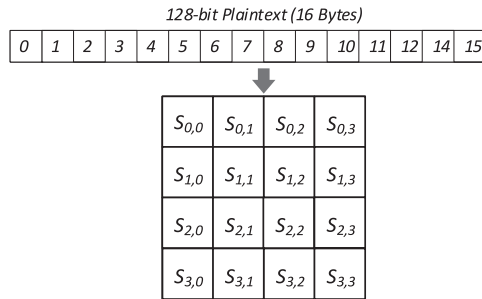 128-bit Plaintext (16 Bytes)
0 1 2 3 4 5 6 7 8 9 10 11 12 14 15
S0,0 S0,1 S0,2 S0,3
S1,0 S1,1 S1,2 S1,3
S2,0 S2,1 S2,2 S2,3
S3,0 S3,1 S3,2 S3,3